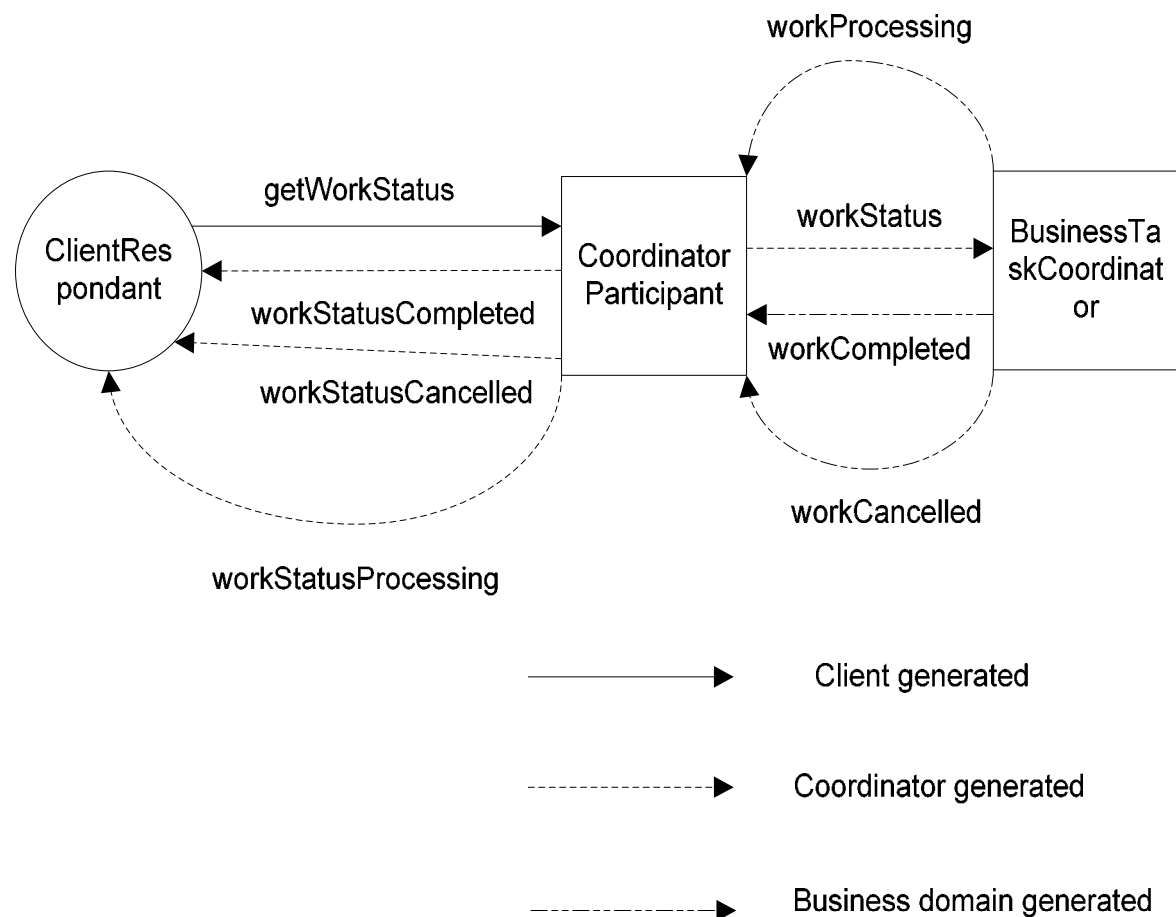 workProcessing
getWorkStatus
ClientRes
pondant
Coordinator
Participant
workStatus
BusinessTa
skCoordinat
or
workStatusCompleted
workCompleted
workStatusCancelled
workCancelled
workStatusProcessing
Client generated
Coordinator generated
Business domain generated